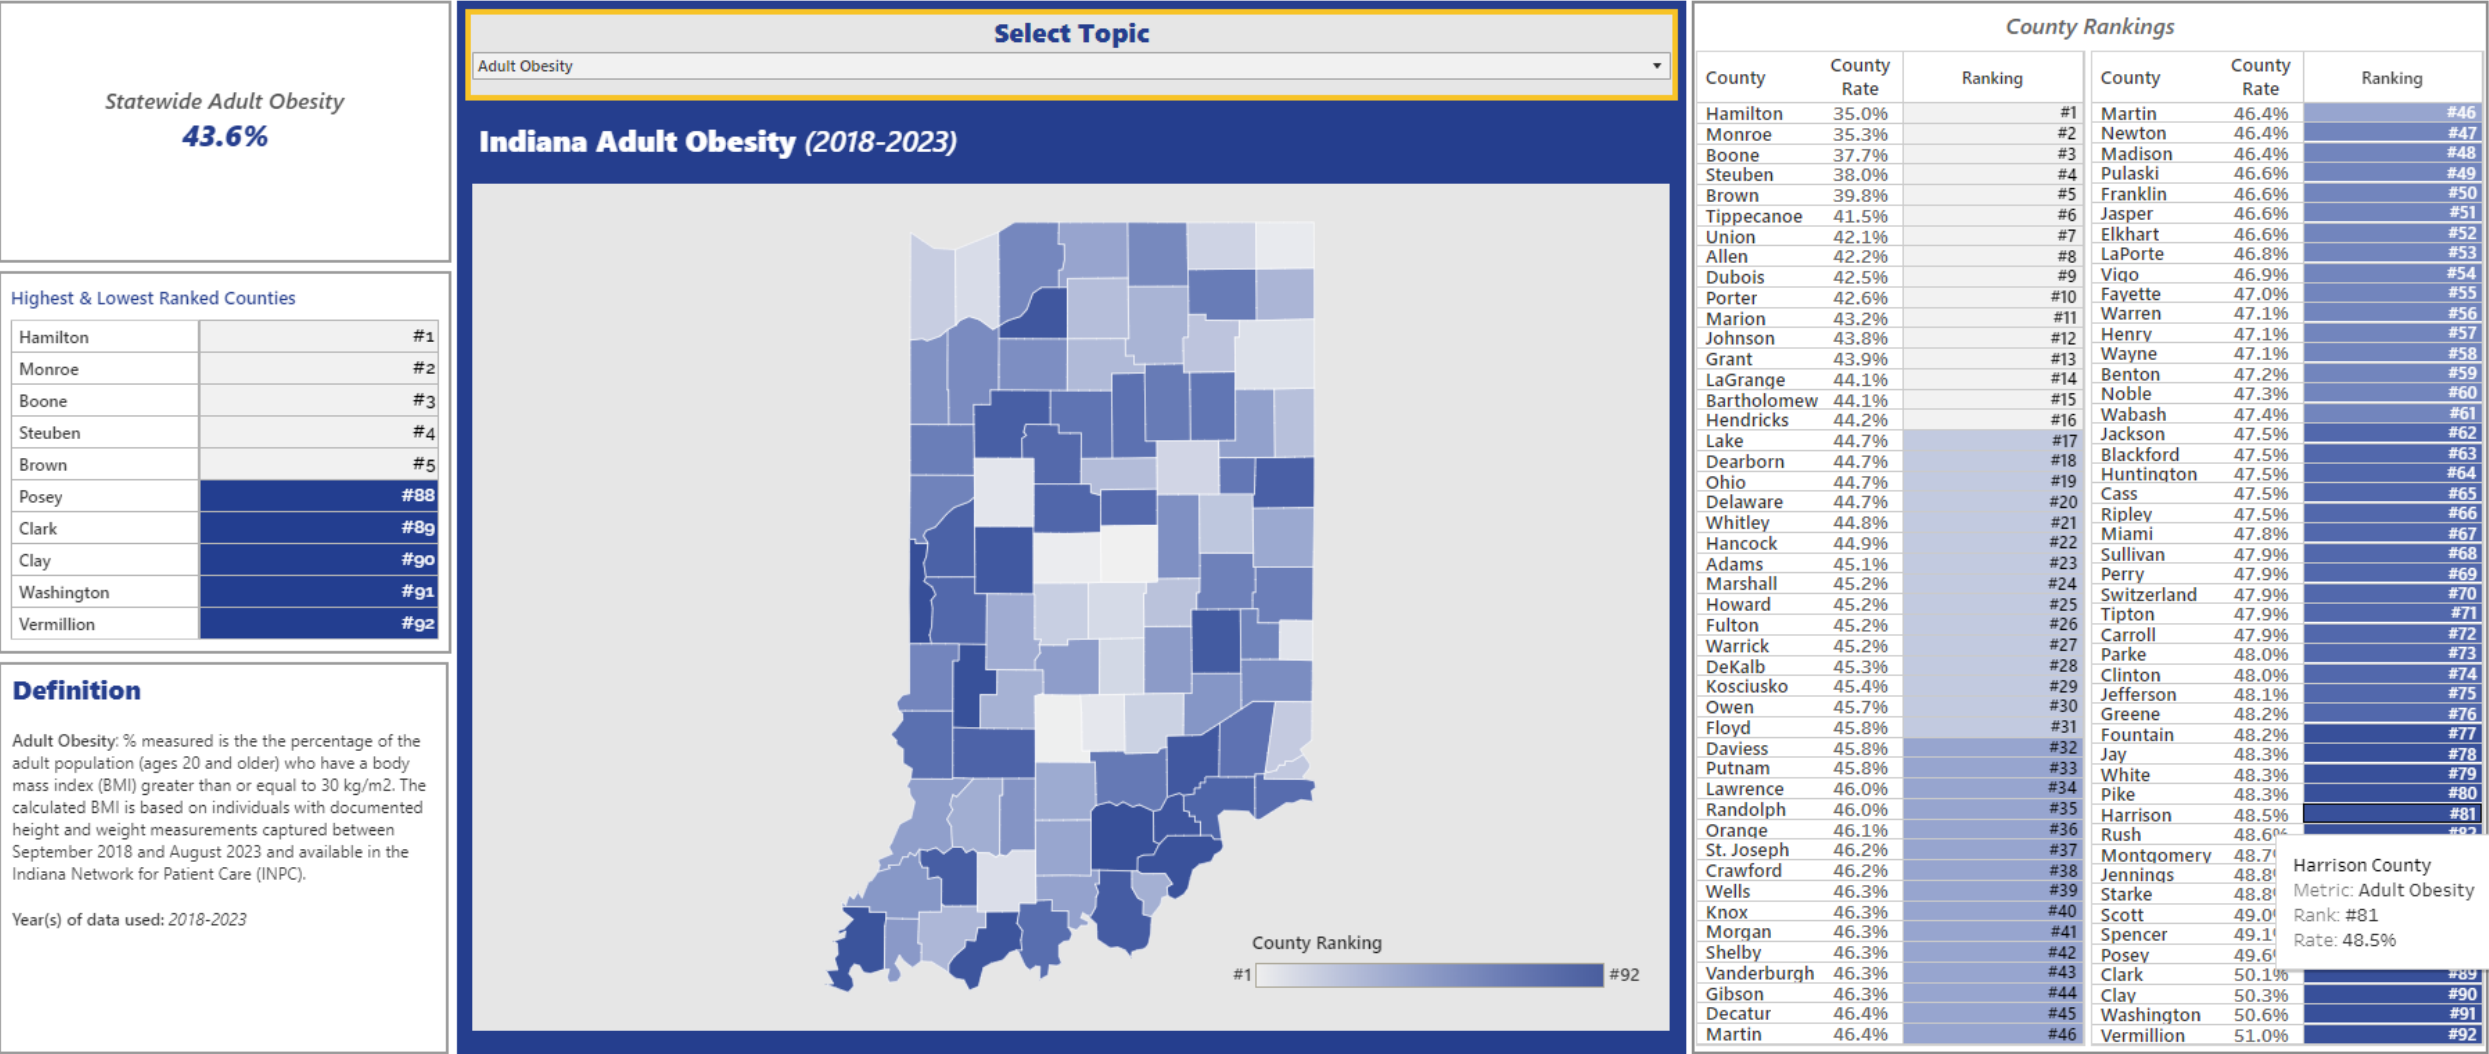 Statewide Adult Obesity
43.6%
Highest & Lowest Ranked Counties
Hamilton #1
Monroe #2
Boone #3
Steuben #4
Brown #5
Posey #88
Clark #89
Clay #90
Washington #91
Vermillion #92
Definition
Adult Obesity: % measured is the the percentage of the
adult population (ages 20 and older) who have a body
mass index (BMI) greater than or equal to 30 kg/m2. The
calculated BMI is based on individuals with documented
height and weight measurements captured between
September 2018 and August 2023 and available in the
Indiana Network for Patient Care (INPC).
Year(s) of data used: 2018-2023
Select Topic
Adult Obesity
Indiana Adult Obesity (2018-2023)
County Ranking
#1 #92
County Rankings
County County Rate Ranking
Hamilton 35.0% #1
Monroe 35.3% #2
Boone 37.7% #3
Steuben 38.0% #4
Brown 39.8% #5
Tippecanoe 41.5% #6
Union 42.1% #7
Allen 42.2% #8
Dubois 42.5% #9
Porter 42.6% #10
Marion 43.2% #11
Johnson 43.8% #12
Grant 43.9% #13
LaGrange 44.1% #14
Bartholomew 44.1% #15
Hendricks 44.2% #16
Lake 44.7% #17
Dearborn 44.7% #18
Ohio 44.7% #19
Delaware 44.7% #20
Whitley 44.8% #21
Hancock 44.9% #22
Adams 45.1% #23
Marshall 45.2% #24
Howard 45.2% #25
Fulton 45.2% #26
Warrick 45.2% #27
DeKalb 45.3% #28
Kosciusko 45.4% #29
Owen 45.7% #30
Floyd 45.8% #31
Daviess 45.8% #32
Putnam 45.8% #33
Lawrence 46.0% #34
Randolph 46.0% #35
Orange 46.1% #36
St. Joseph 46.2% #37
Crawford 46.2% #38
Wells 46.3% #39
Knox 46.3% #40
Morgan 46.3% #41
Shelby 46.3% #42
Vanderburgh 46.3% #43
Gibson 46.3% #44
Decatur 46.4% #45
Martin 46.4% #46
County County Rate Ranking
Martin 46.4% #46
Newton 46.4% #47
Madison 46.4% #48
Pulaski 46.6% #49
Franklin 46.6% #50
Jasper 46.6% #51
Elkhart 46.6% #52
LaPorte 46.8% #53
Vigo 46.9% #54
Fayette 47.0% #55
Warren 47.1% #56
Henry 47.1% #57
Wayne 47.1% #58
Benton 47.2% #59
Noble 47.3% #60
Wabash 47.4% #61
Jackson 47.5% #62
Blackford 47.5% #63
Huntington 47.5% #64
Cass 47.5% #65
Ripley 47.5% #66
Miami 47.8% #67
Sullivan 47.9% #68
Perry 47.9% #69
Switzerland 47.9% #70
Tipton 47.9% #71
Carroll 47.9% #72
Parke 48.0% #73
Clinton 48.0% #74
Jefferson 48.1% #75
Greene 48.2% #76
Fountain 48.2% #77
Jay 48.3% #78
White 48.3% #79
Pike 48.3% #80
Harrison 48.5% #81
Rush 48.6% #82
Montgomery 48.7
Jennings 48.8
Starke 48.8
Scott 49.0
Spencer 49.1
Posey 49.6
Clark 50.1% #89
Clay 50.3% #90
Washington 50.6% #91
Vermillion 51.0% #92
Harrison County
Metric: Adult Obesity
Rank: #81
Rate: 48.5%